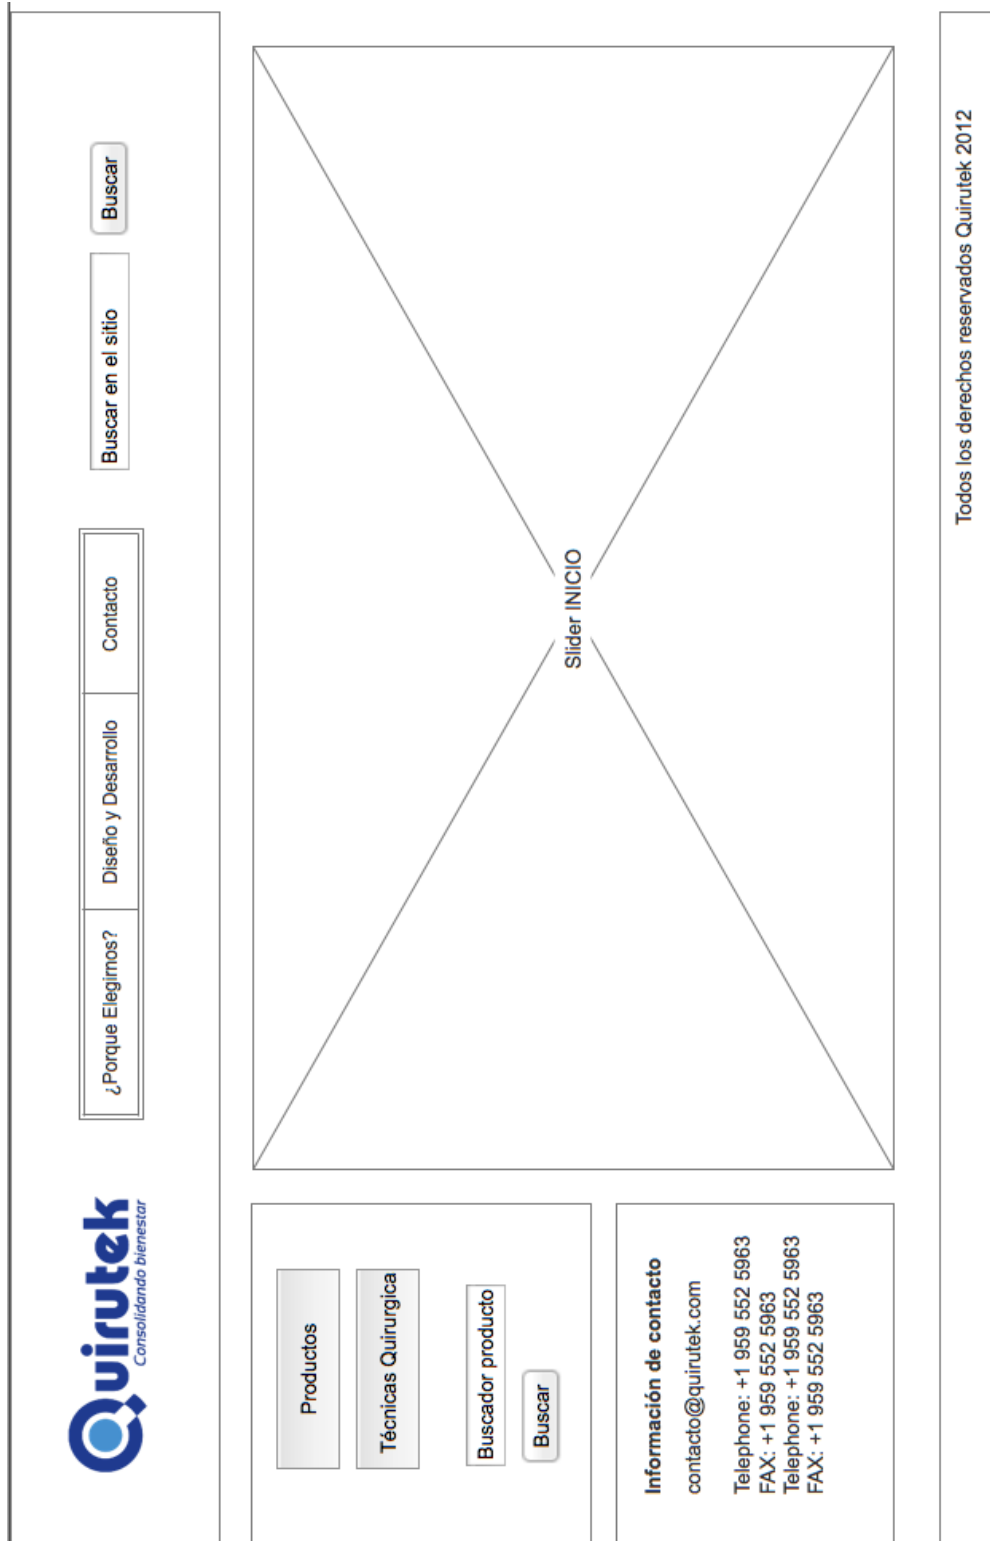 Quirutek
Consolidando bienestar
¿Porque Elegirnos?
Diseño y Desarrollo
Contacto
Buscar en el sitio
Buscar
Productos
Técnicas Quirurgica
Buscador producto
Buscar
Slider INICIO
Información de contacto
contacto@quirutek.com
Telephone: +1 959 552 5963
FAX: +1 959 552 5963
Telephone: +1 959 552 5963
FAX: +1 959 552 5963
Todos los derechos reservados Quirutek 2012